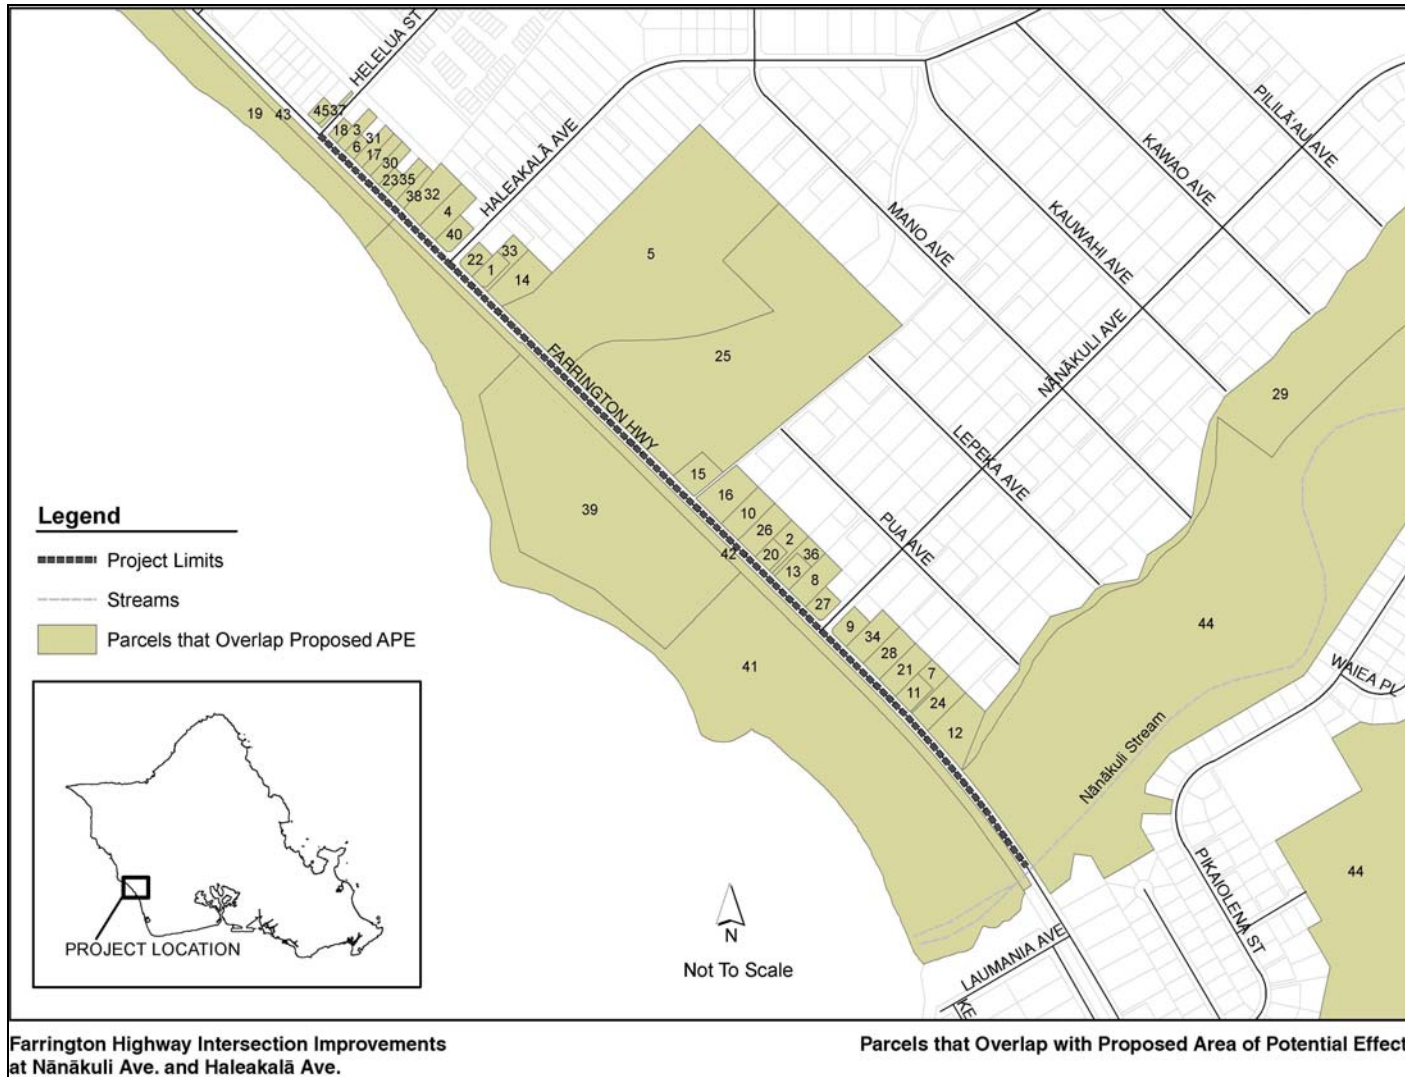 HELELUA ST
PILILĀ'AU AVE
19
43
45
37
18
3
6
31
17
30
23
35
38
32
4
40
HALEAKALĀ AVE
KAWAO AVE
MANO AVE
KAUWAHI AVE
22
1
33
14
5
NĀNĀKULI AVE
FARRINGTON HWY
25
29
LEPEKA AVE
15
16
39
10
26
2
42
20
36
13
8
27
PUA AVE
Legend
Project Limits
Streams
Parcels that Overlap Proposed APE
9
34
28
21
7
11
24
12
41
44
WAIEA PL
Nānākuli Stream
PIKAIOLENA ST
44
PROJECT LOCATION
N
Not To Scale
LAUMANIA AVE
KE
Farrington Highway Intersection Improvements
at Nānākuli Ave. and Haleakalā Ave.
Parcels that Overlap with Proposed Area of Potential Effect